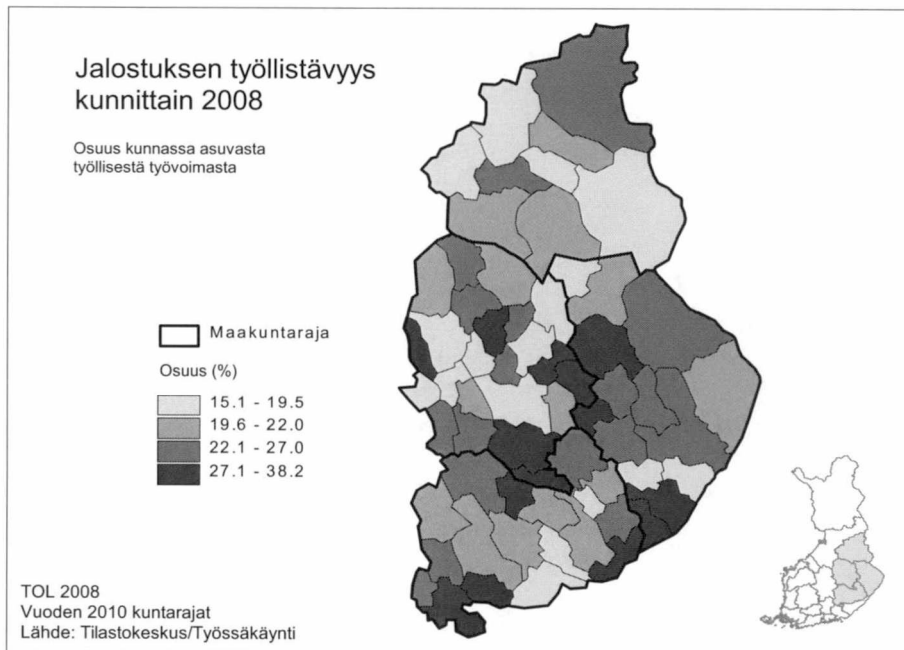 Jalostuksen työllistävyys
kunnittain 2008
Osuus kunnassa asuvasta
työllisestä työvoimasta
Maakuntaraja
Osuus (%)
15.1 - 19.5
19.6 - 22.0
22.1 - 27.0
27.1 - 38.2
TOL 2008
Vuoden 2010 kuntarajat
Lähde: Tilastokeskus/Työssäkäynti